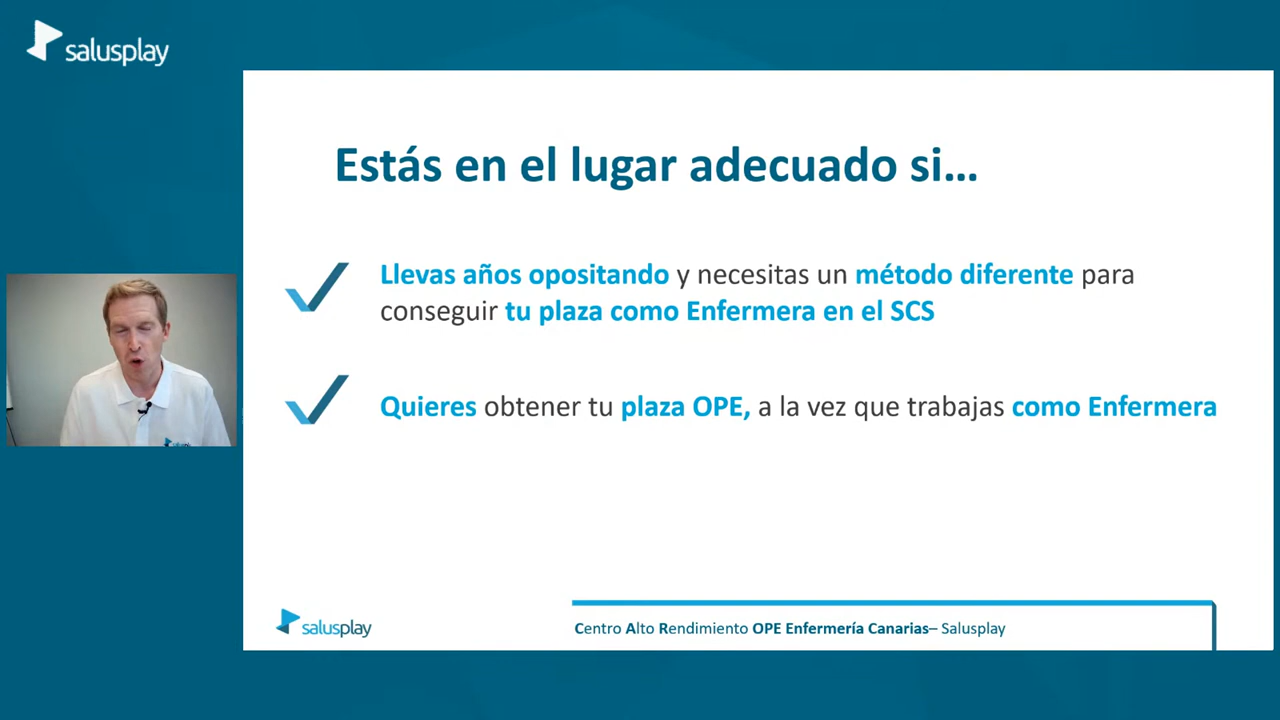 salusplay
Estás en el lugar adecuado si...
Llevas años opositando y necesitas un método diferente para
conseguir tu plaza como Enfermera en el SCS
Quieres obtener tu plaza OPE, a la vez que trabajas como Enfermera
salusplay
Centro Alto Rendimiento OPE Enfermería Canarias– Salusplay